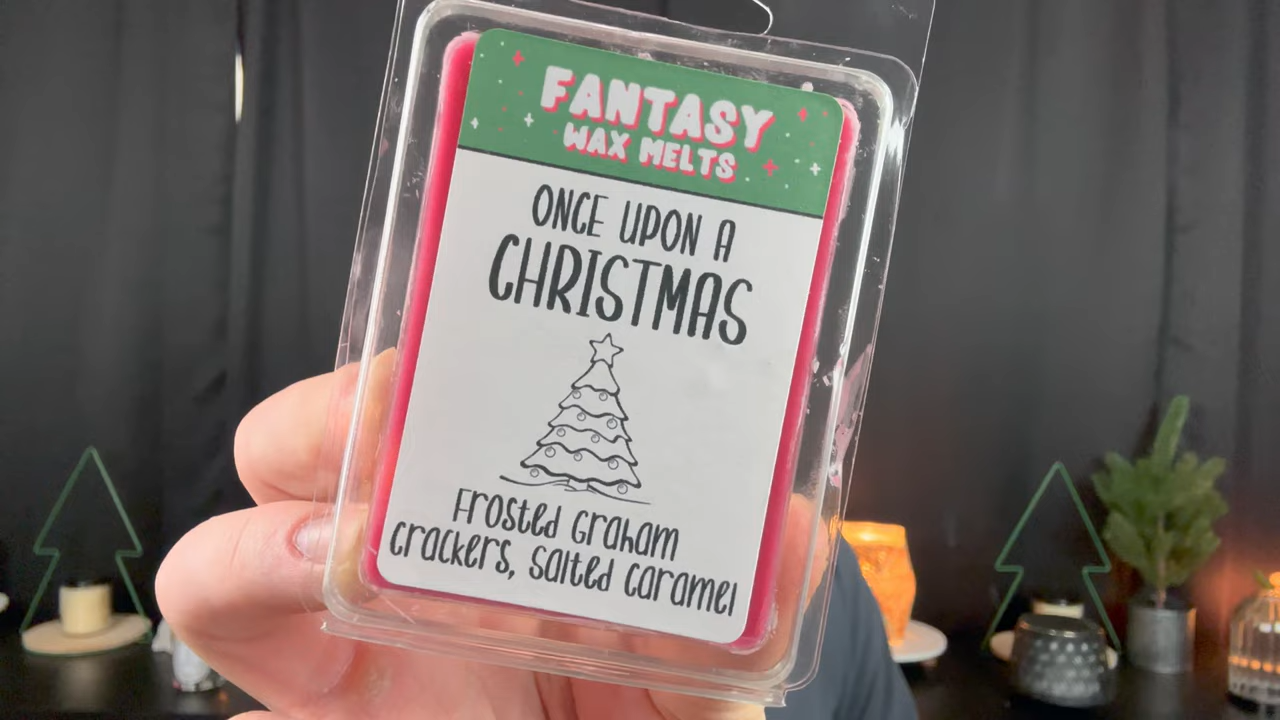 FANTASY
WAX MELTS
ONCE UPON A
CHRISTMAS
Frosted Graham
crackers, salted caramel